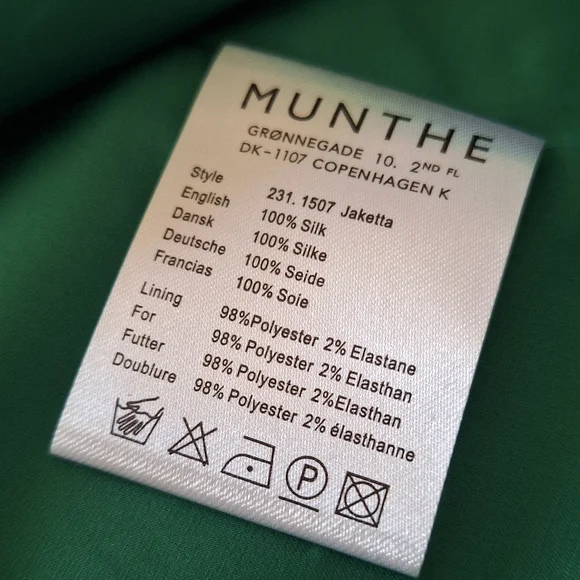 MUNTHE
GRØNNEGADE 10. 2ND FL
DK-1107 COPENHAGEN K
Style 231. 1507 Jaketta
English 100% Silk
Dansk 100% Silke
Deutsche 100% Seide
Francias 100% Soie
Lining 98%Polyester 2% Elastane
For 98% Polyester 2% Elasthan
Futter 98% Polyester 2%Elasthan
Doublure 98% Polyester 2% élasthanne
P